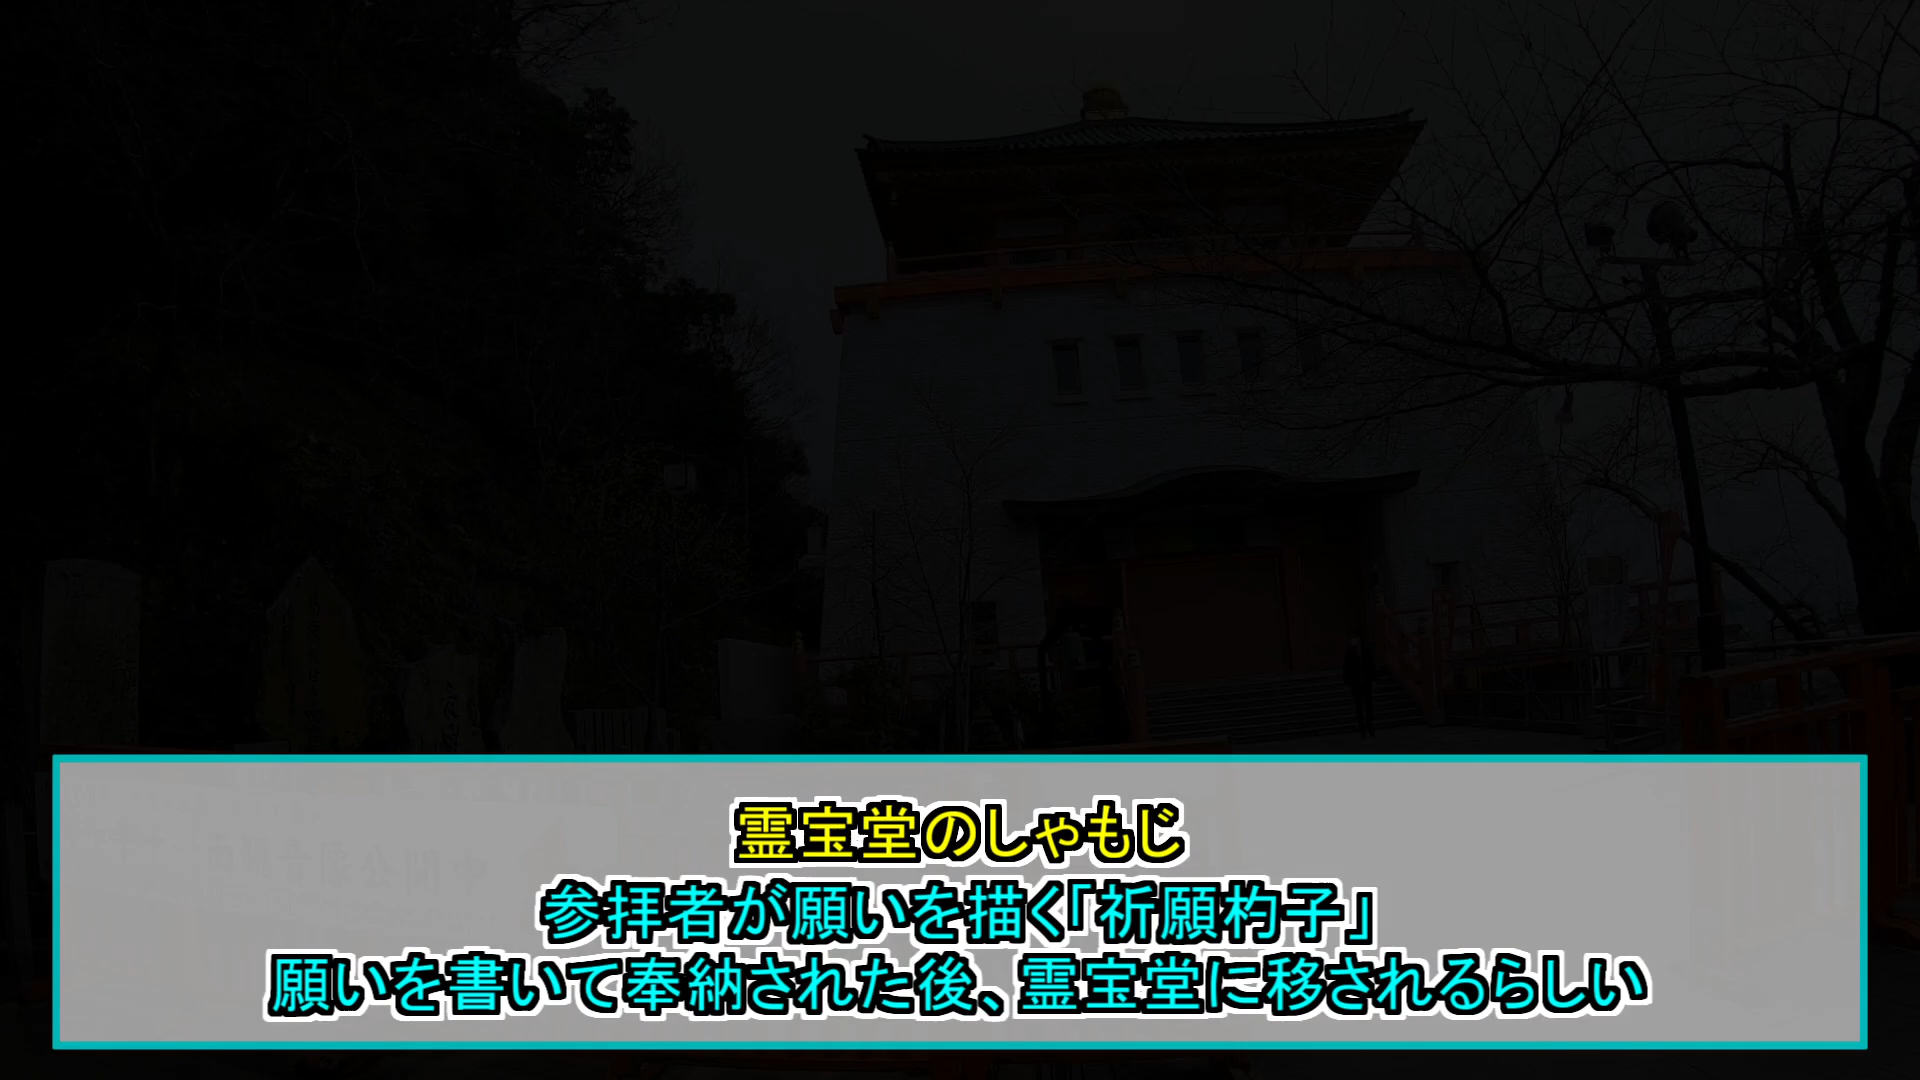 霊宝堂のしゃもじ
参拝者が願いを描く「祈願杓子」
願いを書いて奉納された後、霊宝堂に移されるらしい